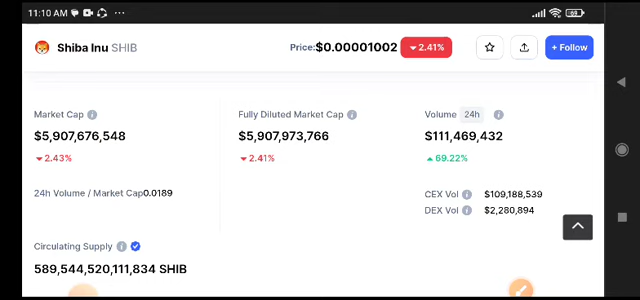 11:10 AM
69
Shiba Inu SHIB
Price:$0.00001002
2.41%
+ Follow
Market Cap
$5,907,676,548
2.43%
24h Volume / Market Cap0.0189
Fully Diluted Market Cap
$5,907,973,766
2.41%
Volume 24h
$111,469,432
69.22%
CEX Vol $109,188,539
DEX Vol $2,280,894
Circulating Supply
589,544,520,111,834 SHIB